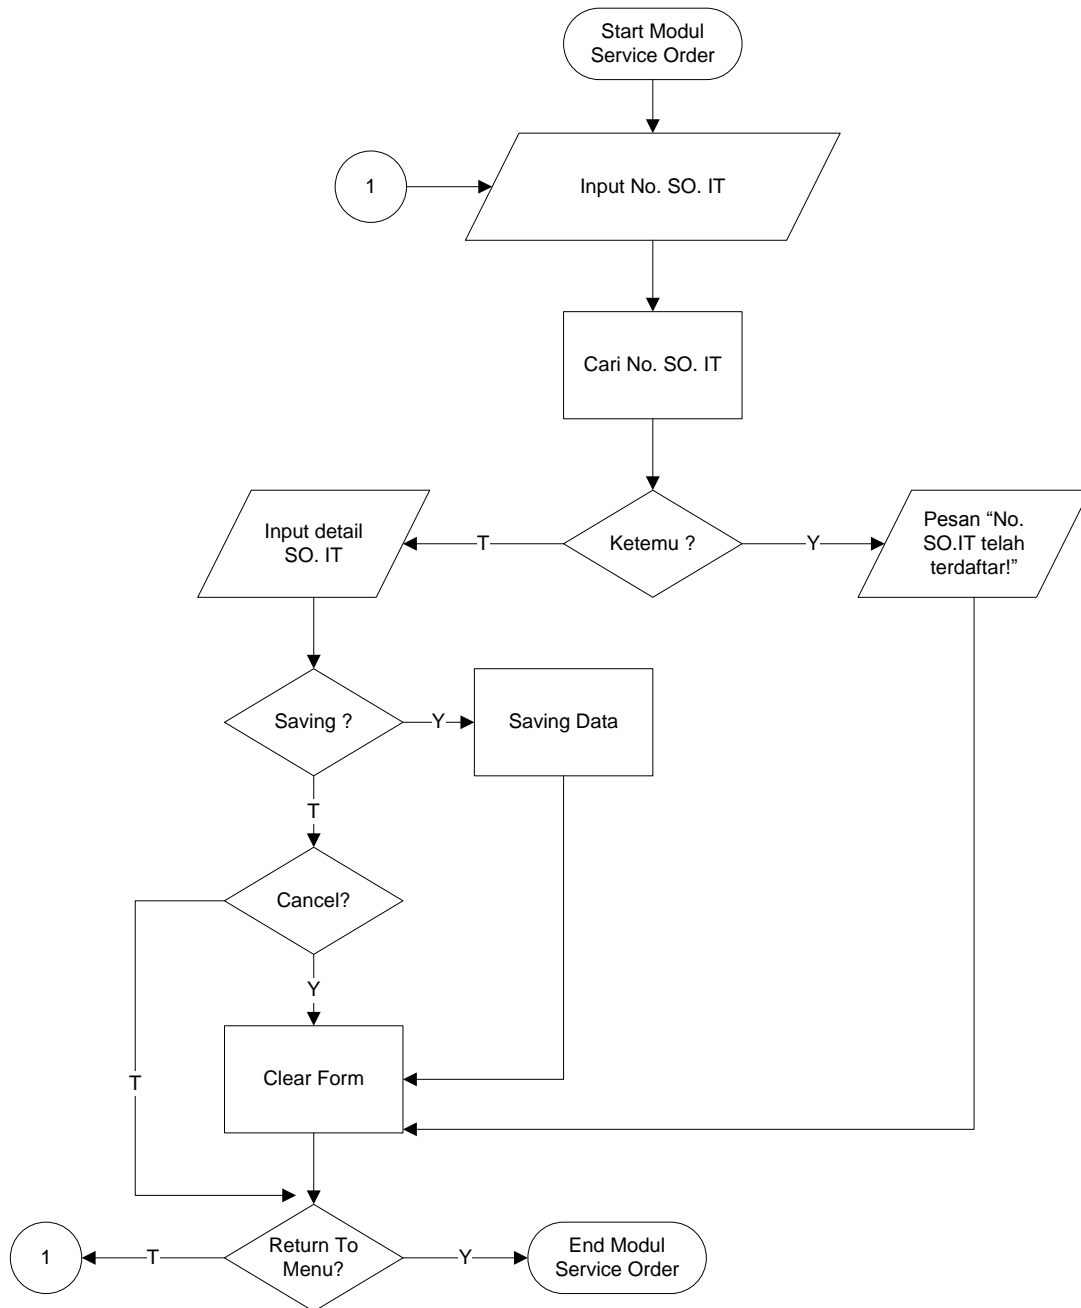 Start Modul
Service Order
1
Input No. SO. IT
Cari No. SO. IT
Input detail
SO. IT
T
Ketemu ?
Y
Pesan “No.
SO.IT telah
terdaftar!”
Saving ?
Y
Saving Data
T
Cancel?
Y
Clear Form
T
1
T
Return To
Menu?
Y
End Modul
Service Order